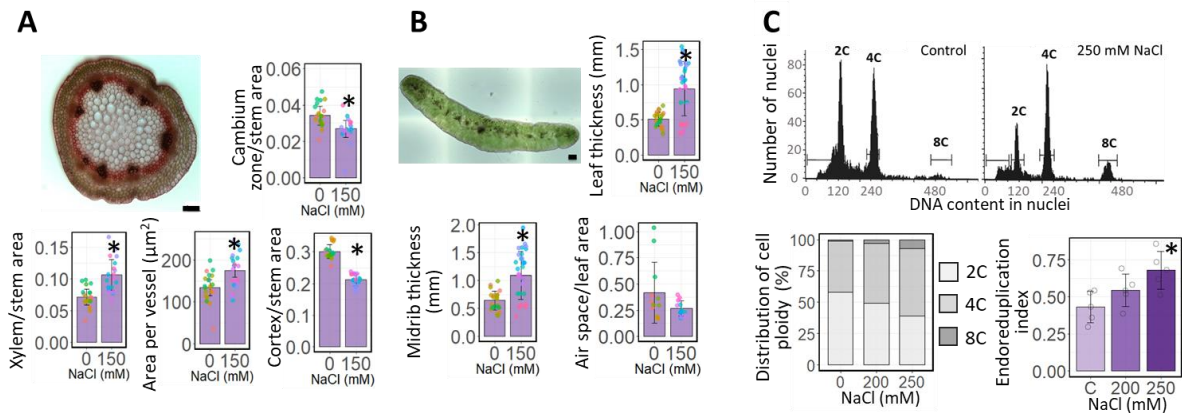 A
Cambium
zone/stem area
0.06
0.04
0.02
0.00
*
0
150
NaCl (mM)
Xylem/stem area
0.15
0.10
0.05
0.00
*
0
150
NaCl (mM)
Area per vessel (µm²)
200
100
0
*
0
150
NaCl (mM)
Cortex/stem area
0.3
0.2
0.1
0.0
*
0
150
NaCl (mM)
B
Leaf thickness (mm)
1.5
1.0
0.5
0.0
*
0
150
NaCl (mM)
Midrib thickness
(mm)
2.0
1.5
1.0
0.5
0.0
*
0
150
NaCl (mM)
Air space/leaf area
1.00
0.75
0.50
0.25
0.00
0
150
NaCl (mM)
C
Number of nuclei
80
60
40
20
0
2C
4C
8C
Control
0 120 240 480
2C
4C
8C
250 mM NaCl
0 120 240 480
DNA content in nuclei
Distribution of cell
ploidy (%)
100
75
50
25
0
0 200 250
NaCl (mM)
2C
4C
8C
Endoreduplication
index
0.75
0.50
0.25
0.00
*
C 200 250
NaCl (mM)